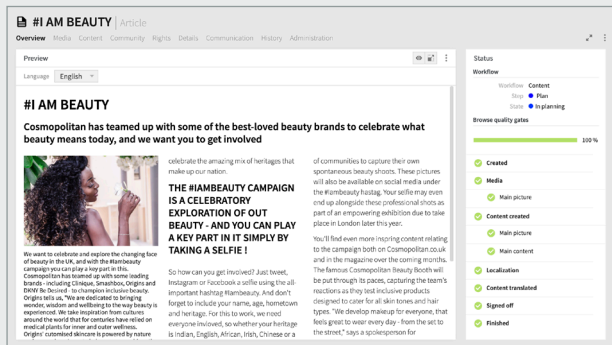 #I AM BEAUTY | Article
Overview Media Content Community Rights Details Communication History Administration
Preview
Language English
#I AM BEAUTY
Cosmopolitan has teamed up with some of the best-loved beauty brands to celebrate what
beauty means today, and we want you to get involved
We want to celebrate and explore the changing face
of beauty in the UK, and with the #Iambeauty
campaign you can play a key part in this.
Cosmopolitan has teamed up with some leading
brands - including Clinique, Smashbox, Origins and
DKNY Be Desired - to champion inclusive beauty.
Origins tells us, "We are dedicated to bringing
wonder, wisdom and wellbeing to the way beauty is
experienced. We take inspiration from cultures
around the world that for centuries have relied on
medical plants for inner and outer wellness.
Origins' cutomised skincare is powered by nature
celebrate the amazing mix of heritages that
make up our nation.
THE #IAMBEAUTY CAMPAIGN
IS A CELEBRATORY
EXPLORATION OF OUT
BEAUTY - AND YOU CAN PLAY
A KEY PART IN IT SIMPLY BY
TAKING A SELFIE !
So how can you get involved? Just tweet,
Instagram or Facebook a selfie using the all-
important hashtag #Iambeauty. And don't
forget to include your name, age, hometown
and heritage. For this to work, we need
everyone invloved, so whether your heritage
is Indian, English, African, Irish, Chinese or a
of communities to capture their own
spontaneous beauty shoots. These pictures
will also be available on social media under
the #Iambeauty hastag. Your selfie may even
end up alongside these professional shots as
part of an empowering exhibition due to take
place in London later this year.
You'll find even more inspring content relating
to the campaign both on Cosmopolitan.co.uk
and in the magazine over the coming months.
The famous Cosmopolitan Beauty Booth will
be put through its paces, capturing the team's
reactions as they test inclusive products
designed to cater for all skin tones and hair
types. "We develop makeup for everyone, that
feels great to wear every day - from the set to
the street," says a spokesperson for
Status
Workflow
Workflow Content
Step Plan
State In planning
Browse quality gates
100 %
Created
Media
Main picture
Content created
Main picture
Main content
Localization
Content translated
Signed off
Finished